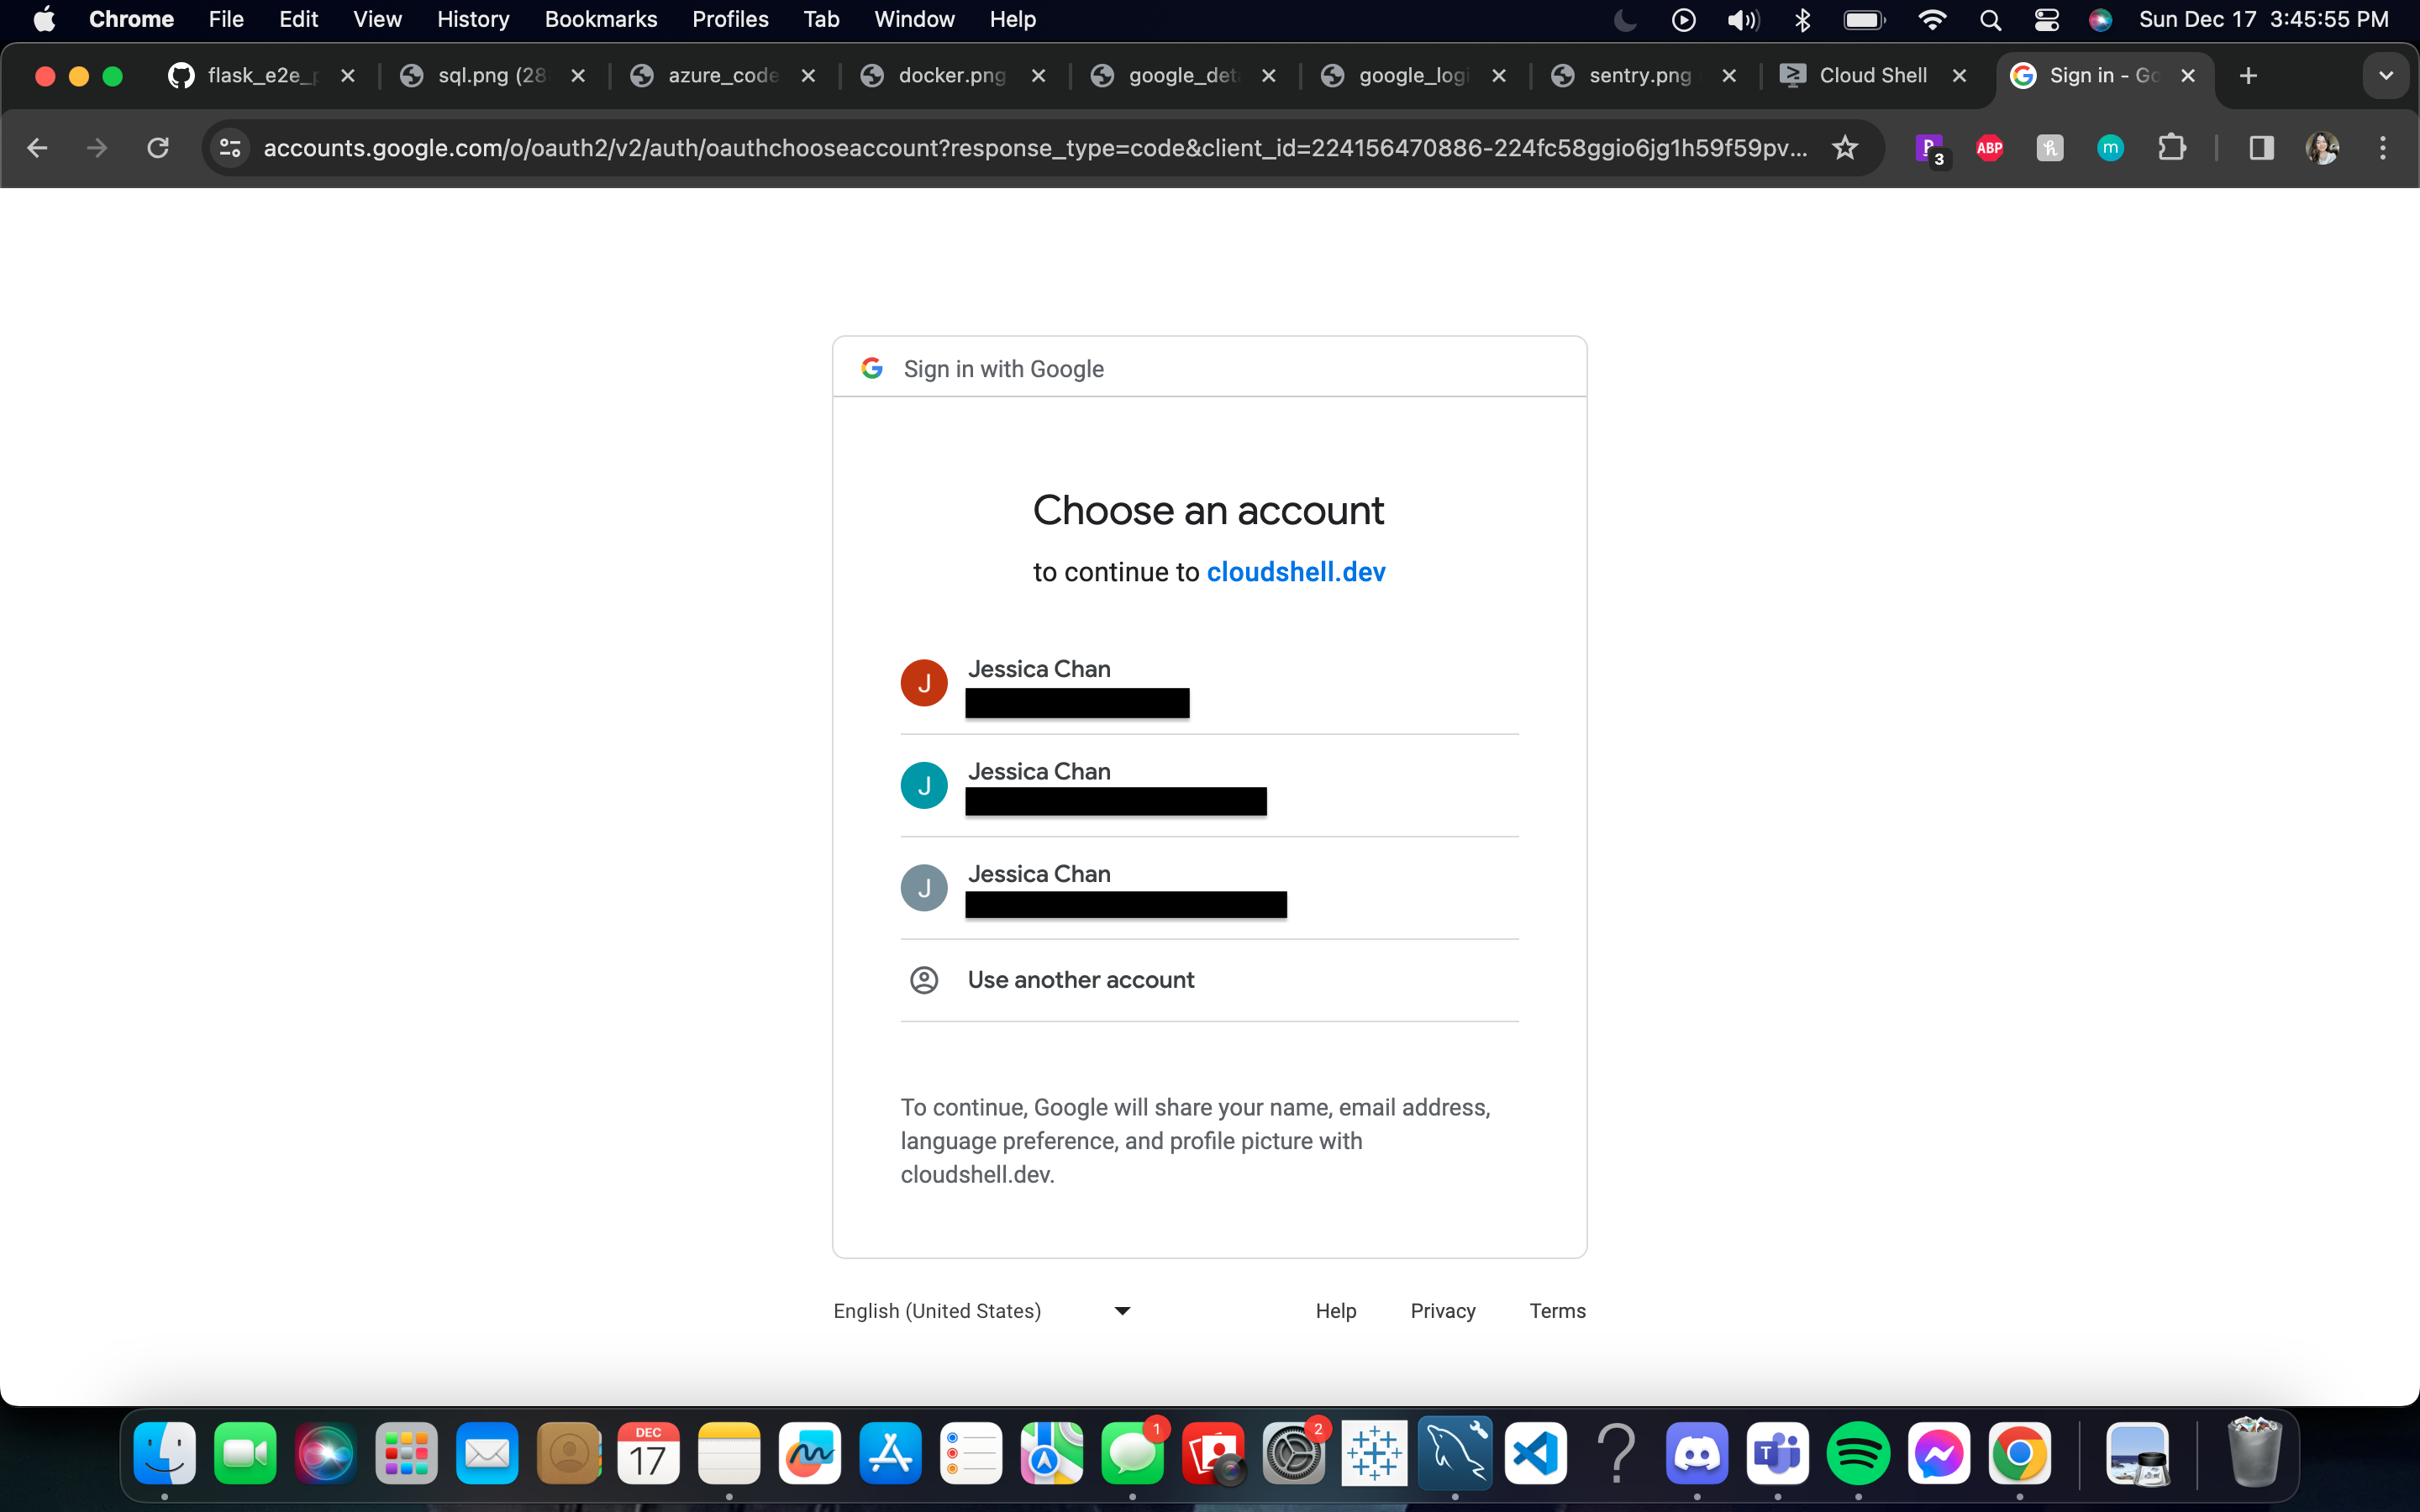 Chrome File Edit View History Bookmarks Profiles Tab Window Help Sun Dec 17 3:45:55 PM
flask_e2e_p sql.png (28 azure_code docker.png google_det google_logi sentry.png Cloud Shell Sign in - Go
accounts.google.com/o/oauth2/v2/auth/oauthchooseaccount?response_type=code&client_id=224156470886-224fc58ggio6jg1h59f59pv... 3 ABP h m
Sign in with Google
Choose an account
to continue to cloudshell.dev
J Jessica Chan
J Jessica Chan
J Jessica Chan
Use another account
To continue, Google will share your name, email address,
language preference, and profile picture with
cloudshell.dev.
English (United States) Help Privacy Terms
DEC 1 2
17 ? T